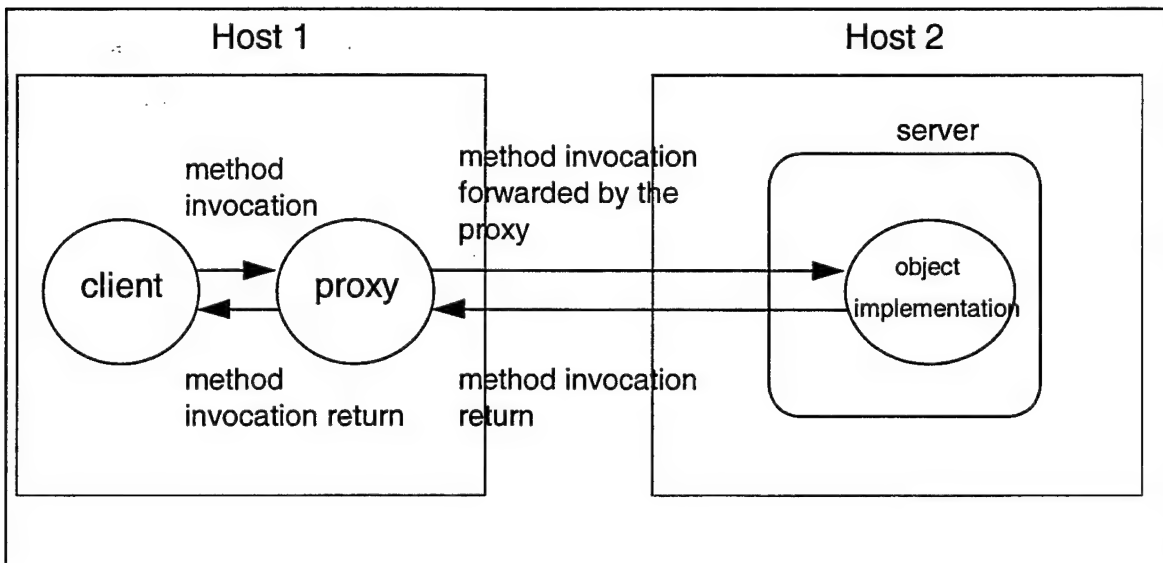 Host 1
Host 2
server
method
invocation
method invocation
forwarded by the
proxy
client
proxy
object
implementation
method
invocation return
method invocation
return